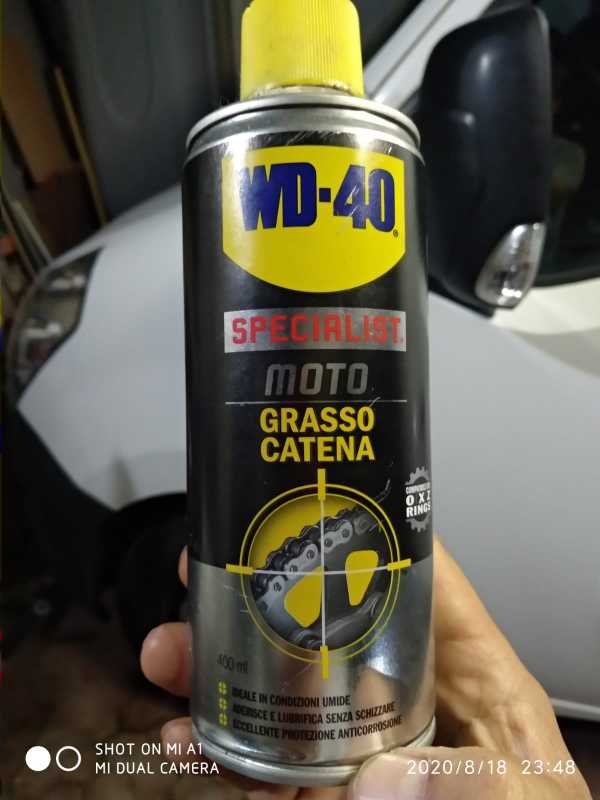 WD-40®
SPECIALIST®
MOTO
GRASSO
CATENA
O X Z
RINGS
400 ml
IDEALE IN CONDIZIONI UMIDE
ADERISCE E LUBRIFICA SENZA SCHIZZARE
ECCELLENTE PROTEZIONE ANTICORROSIONE
SHOT ON MI A1
MI DUAL CAMERA
2020/8/18 23:48